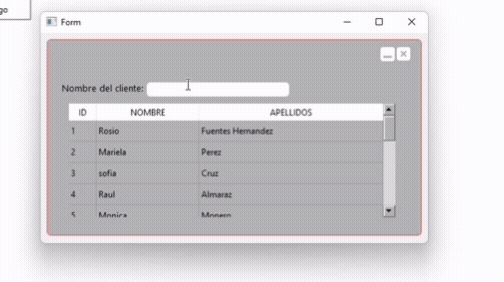 go
Form
Nombre del cliente:
ID NOMBRE APELLIDOS
1 Rosio Fuentes Hernandez
2 Mariela Perez
3 sofia Cruz
4 Raul Almaraz
5 Monica Monero